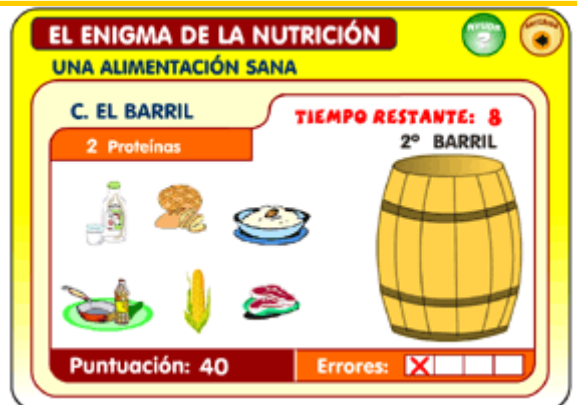 EL ENIGMA DE LA NUTRICIÓN
AYUDA
?
UNA ALIMENTACIÓN SANA
C. EL BARRIL
TIEMPO RESTANTE: 8
2 Proteínas
2º BARRIL
Puntuación: 40
Errores: X